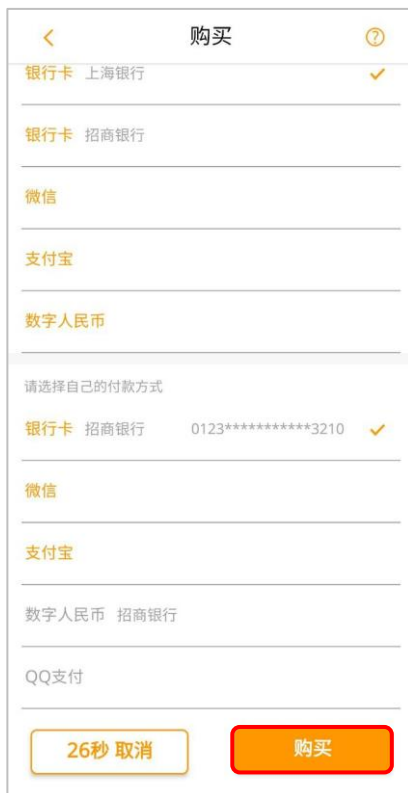 购买
银行卡 上海银行
银行卡 招商银行
微信
支付宝
数字人民币
请选择自己的付款方式
银行卡 招商银行 0123***********3210
微信
支付宝
数字人民币 招商银行
QQ支付
26秒 取消 购买